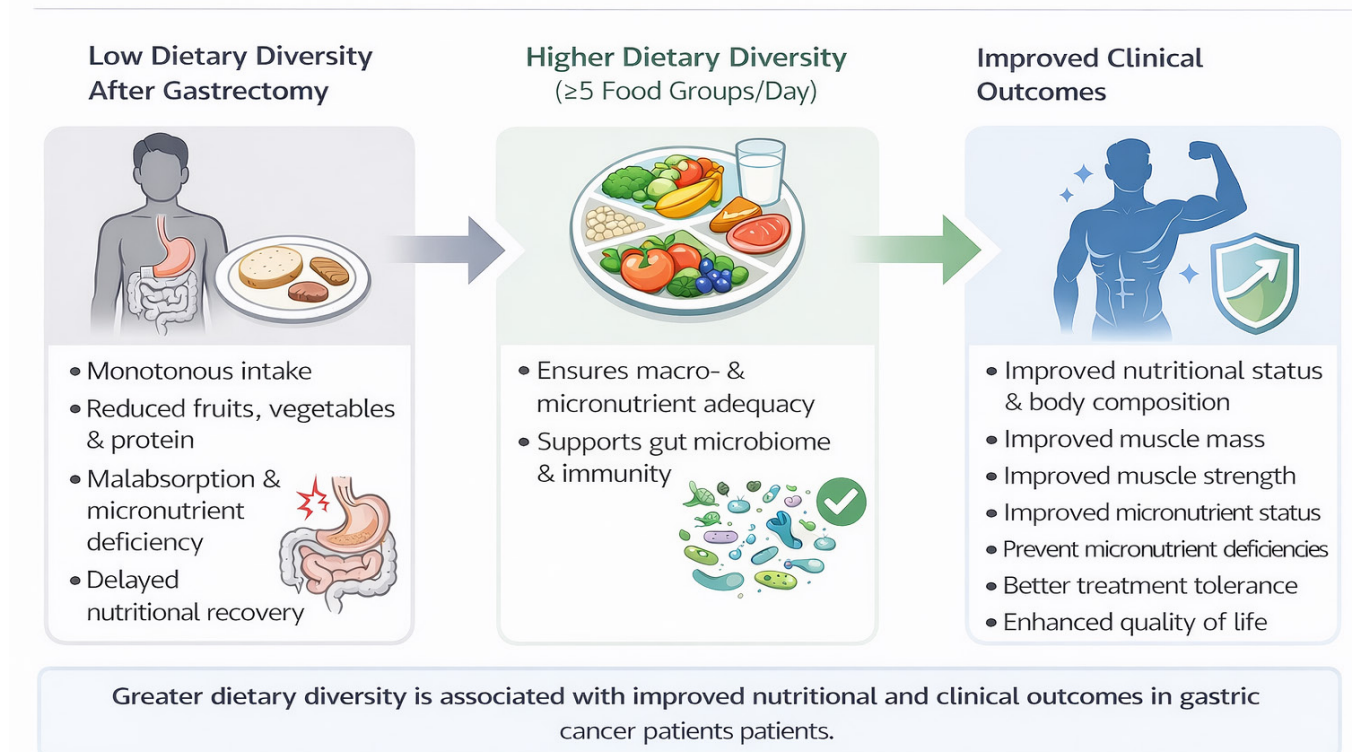 Low Dietary Diversity
After Gastrectomy
• Monotonous intake
• Reduced fruits, vegetables
& protein
• Malabsorption &
micronutrient
deficiency
• Delayed
nutritional recovery
Higher Dietary Diversity
(≥5 Food Groups/Day)
• Ensures macro- &
micronutrient adequacy
• Supports gut microbiome
& immunity
Improved Clinical
Outcomes
• Improved nutritional status
& body composition
• Improved muscle mass
• Improved muscle strength
• Improved micronutrient status
• Prevent micronutrient deficiencies
• Better treatment tolerance
• Enhanced quality of life
Greater dietary diversity is associated with improved nutritional and clinical outcomes in gastric
cancer patients patients.